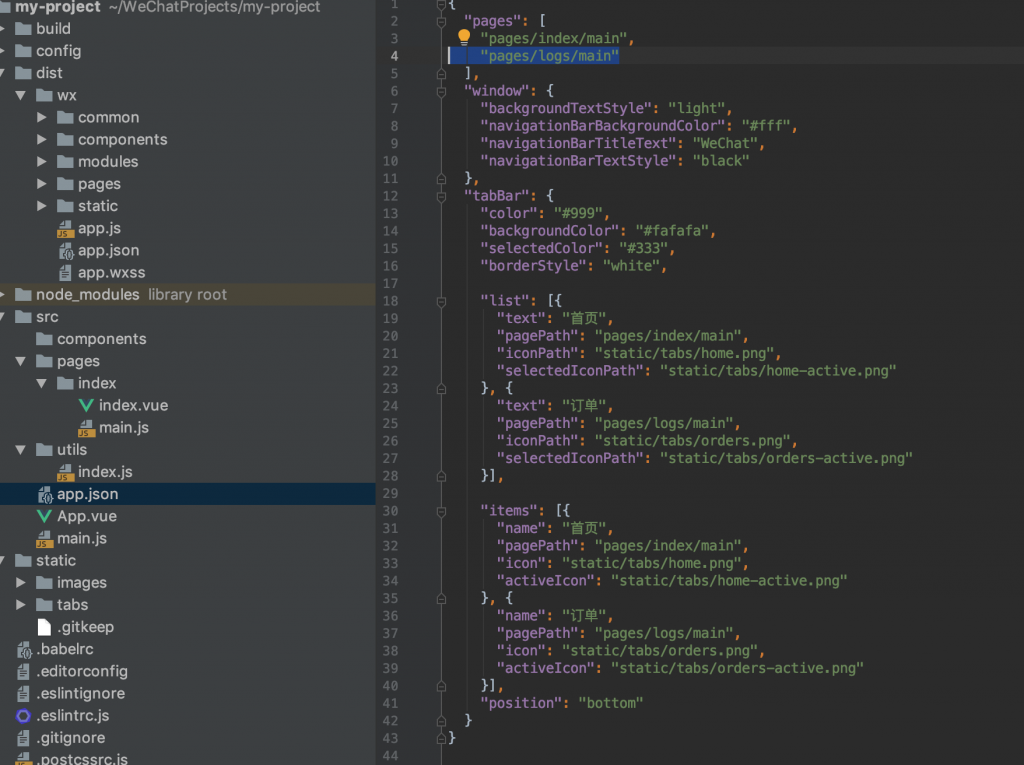 my-project ~/WeChatProjects/my-project
build
config
dist
wx
common
components
modules
pages
static
app.js
app.json
app.wxss
node_modules library root
src
components
pages
index
index.vue
main.js
utils
index.js
app.json
App.vue
main.js
static
images
tabs
.gitkeep
.babelrc
.editorconfig
.eslintignore
.eslintrc.js
.gitignore
.postcssrc.js
1 {
2 "pages": [
3 "pages/index/main",
4 "pages/logs/main"
5 ],
6 "window": {
7 "backgroundTextStyle": "light",
8 "navigationBarBackgroundColor": "#fff",
9 "navigationBarTitleText": "WeChat",
10 "navigationBarTextStyle": "black"
11 },
12 "tabBar": {
13 "color": "#999",
14 "backgroundColor": "#fafafa",
15 "selectedColor": "#333",
16 "borderStyle": "white",
17
18 "list": [{
19 "text": "首页",
20 "pagePath": "pages/index/main",
21 "iconPath": "static/tabs/home.png",
22 "selectedIconPath": "static/tabs/home-active.png"
23 }, {
24 "text": "订单",
25 "pagePath": "pages/logs/main",
26 "iconPath": "static/tabs/orders.png",
27 "selectedIconPath": "static/tabs/orders-active.png"
28 }],
29
30 "items": [{
31 "name": "首页",
32 "pagePath": "pages/index/main",
33 "icon": "static/tabs/home.png",
34 "activeIcon": "static/tabs/home-active.png"
35 }, {
36 "name": "订单",
37 "pagePath": "pages/logs/main",
38 "icon": "static/tabs/orders.png",
39 "activeIcon": "static/tabs/orders-active.png"
40 }],
41 "position": "bottom"
42 }
43 }
44